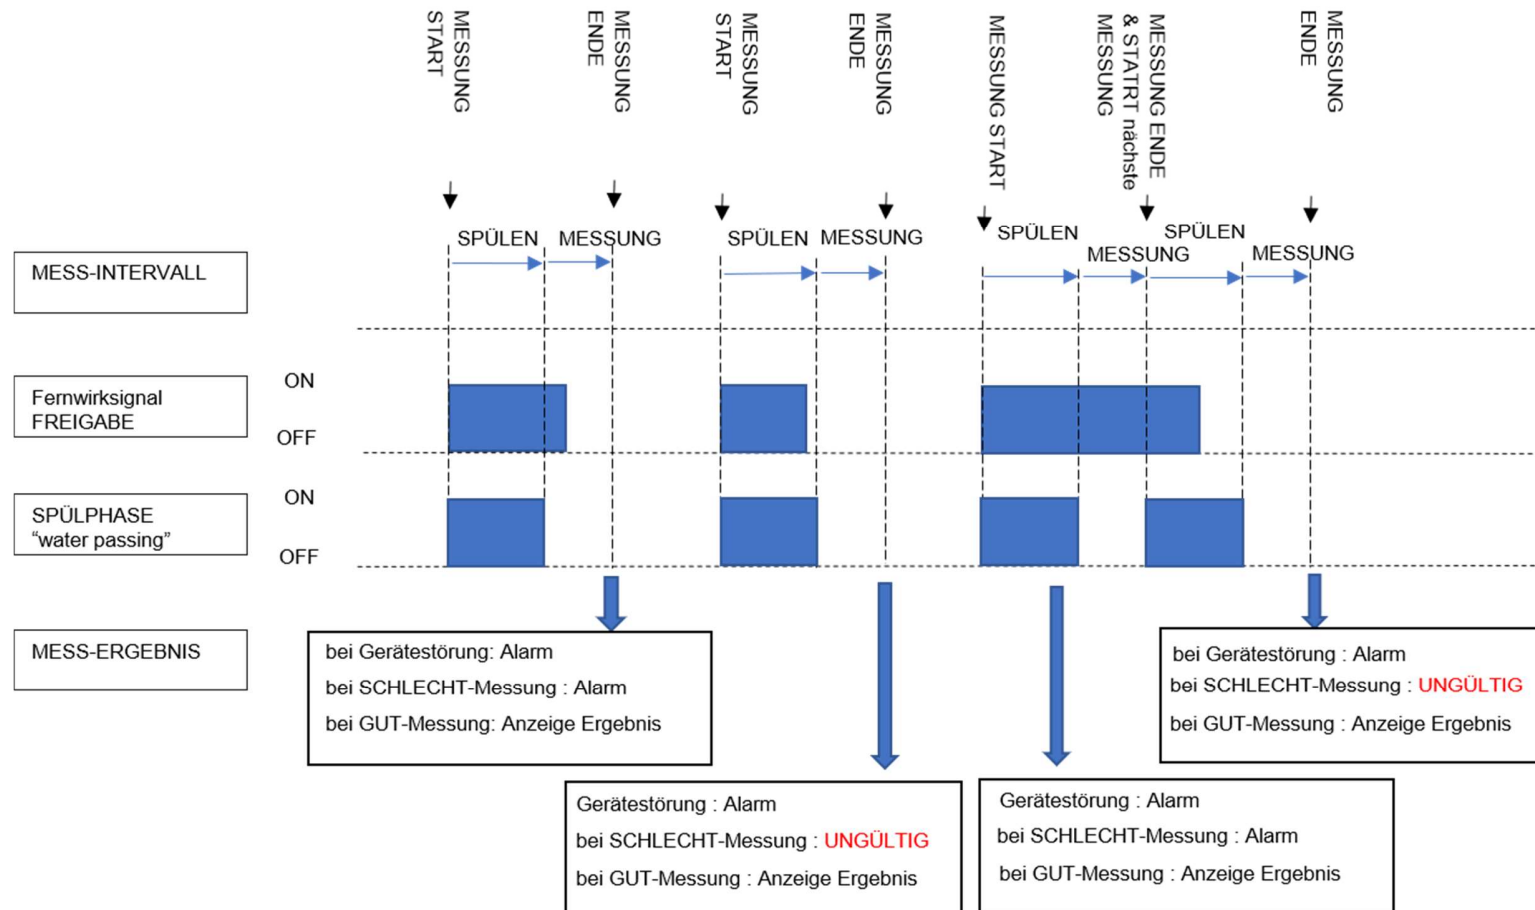 MESSUNG
START
MESSUNG
ENDE
MESSUNG
START
MESSUNG
ENDE
MESSUNG START
MESSUNG ENDE
& STATRT nächste
MESSUNG
MESSUNG
ENDE
SPÜLEN
MESSUNG
SPÜLEN
MESSUNG
SPÜLEN
MESSUNG
SPÜLEN
MESSUNG
MESS-INTERVALL
Fernwirksignal
FREIGABE
ON
OFF
SPÜLPHASE
“water passing”
ON
OFF
MESS-ERGEBNIS
bei Gerätestörung: Alarm
bei SCHLECHT-Messung : Alarm
bei GUT-Messung: Anzeige Ergebnis
Gerätestörung : Alarm
bei SCHLECHT-Messung : UNGÜLTIG
bei GUT-Messung : Anzeige Ergebnis
Gerätestörung : Alarm
bei SCHLECHT-Messung : Alarm
bei GUT-Messung : Anzeige Ergebnis
bei Gerätestörung : Alarm
bei SCHLECHT-Messung : UNGÜLTIG
bei GUT-Messung : Anzeige Ergebnis